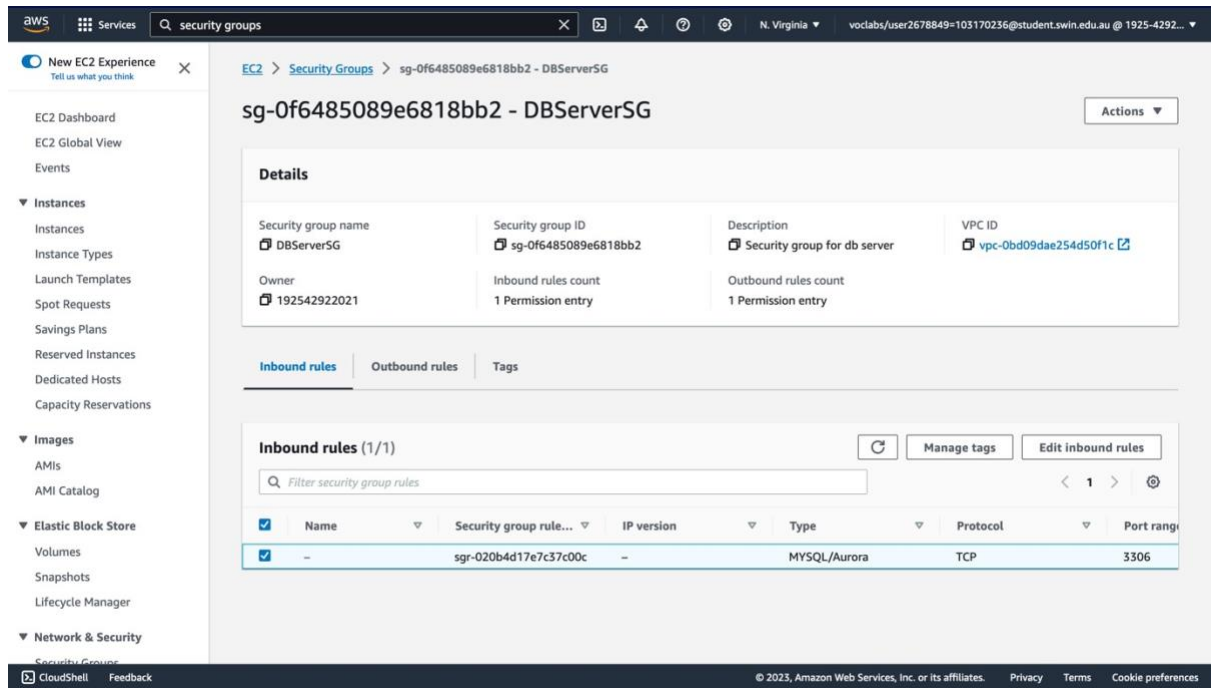 aws Services security groups N. Virginia ▼ voclabs/user2678849=103170236@student.swin.edu.au @ 1925-4292... ▼
New EC2 Experience
Tell us what you think
EC2 Dashboard
EC2 Global View
Events
▼ Instances
Instances
Instance Types
Launch Templates
Spot Requests
Savings Plans
Reserved Instances
Dedicated Hosts
Capacity Reservations
▼ Images
AMIs
AMI Catalog
▼ Elastic Block Store
Volumes
Snapshots
Lifecycle Manager
▼ Network & Security
Security Groups
EC2 > Security Groups > sg-0f6485089e6818bb2 - DBServerSG
sg-0f6485089e6818bb2 - DBServerSG
Actions ▼
Details
Security group name Security group ID Description VPC ID
DBServerSG sg-0f6485089e6818bb2 Security group for db server vpc-0bd09dae254d50f1c
Owner Inbound rules count Outbound rules count
192542922021 1 Permission entry 1 Permission entry
Inbound rules Outbound rules Tags
Inbound rules (1/1) Manage tags Edit inbound rules
Filter security group rules < 1 >
Name Security group rule... IP version Type Protocol Port range
– sgr-020b4d17e7c37c00c – MYSQL/Aurora TCP 3306
CloudShell Feedback © 2023, Amazon Web Services, Inc. or its affiliates. Privacy Terms Cookie preferences